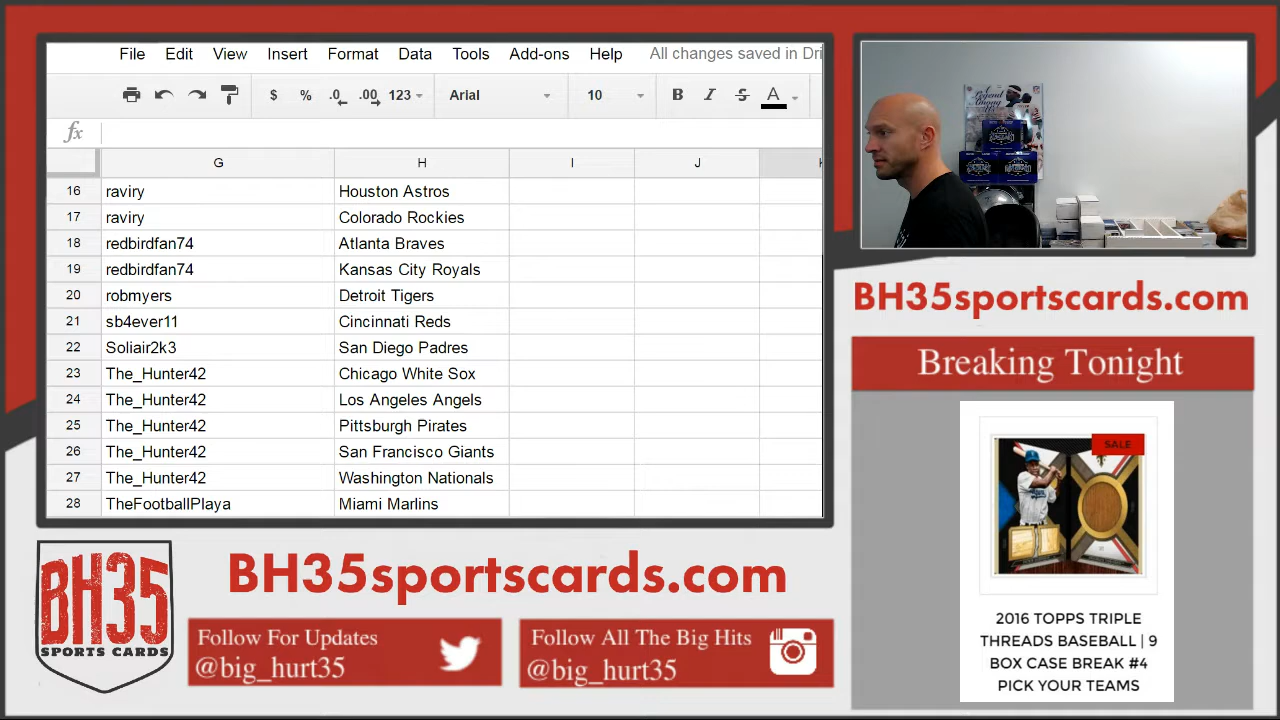 File Edit View Insert Format Data Tools Add-ons Help All changes saved in Dri
$ % .0 .00 123 Arial 10 B I S A
fx
G H I J
16 raviry Houston Astros
17 raviry Colorado Rockies
18 redbirdfan74 Atlanta Braves
19 redbirdfan74 Kansas City Royals
20 robmyers Detroit Tigers
21 sb4ever11 Cincinnati Reds
22 Soliair2k3 San Diego Padres
23 The_Hunter42 Chicago White Sox
24 The_Hunter42 Los Angeles Angels
25 The_Hunter42 Pittsburgh Pirates
26 The_Hunter42 San Francisco Giants
27 The_Hunter42 Washington Nationals
28 TheFootballPlaya Miami Marlins
BH35sportscards.com
Breaking Tonight
SALE
2016 TOPPS TRIPLE
THREADS BASEBALL | 9
BOX CASE BREAK #4
PICK YOUR TEAMS
BH35
SPORTS CARDS
BH35sportscards.com
Follow For Updates
@big_hurt35
Follow All The Big Hits
@big_hurt35